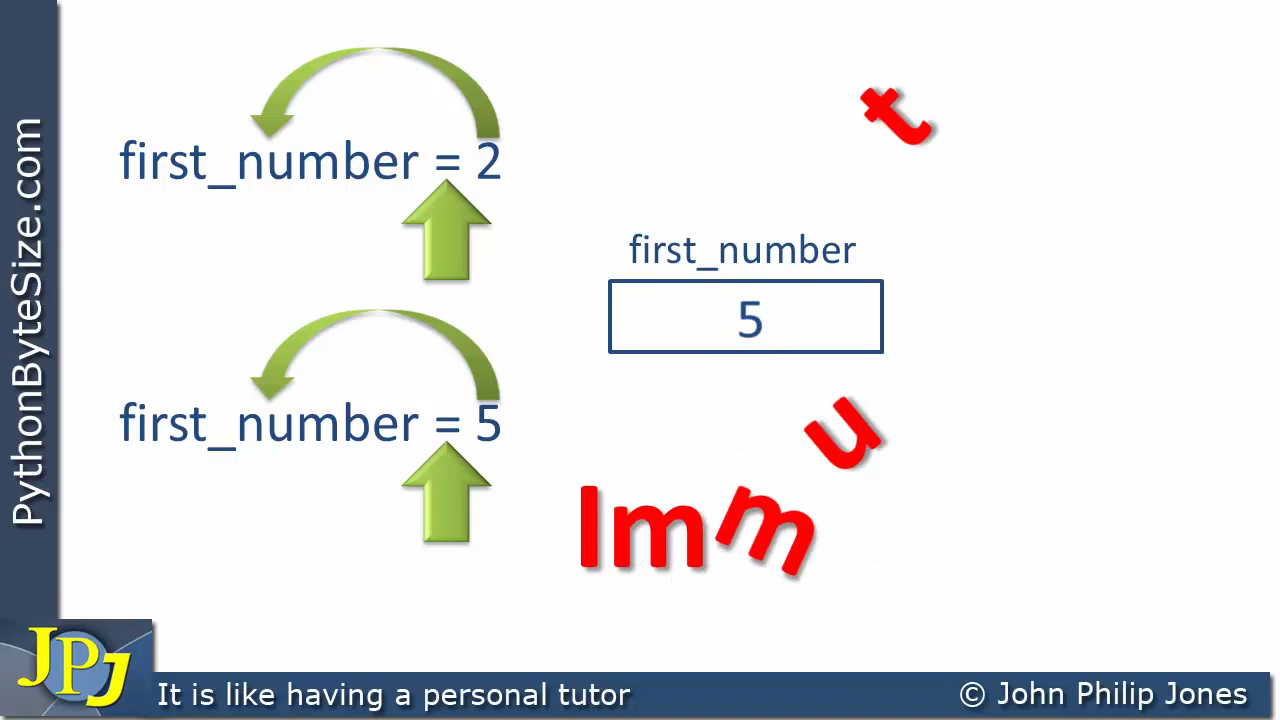 PythonByteSize.com
first_number = 2
first_number = 5
first_number
5
t
u
Imm
JPJ
It is like having a personal tutor
© John Philip Jones